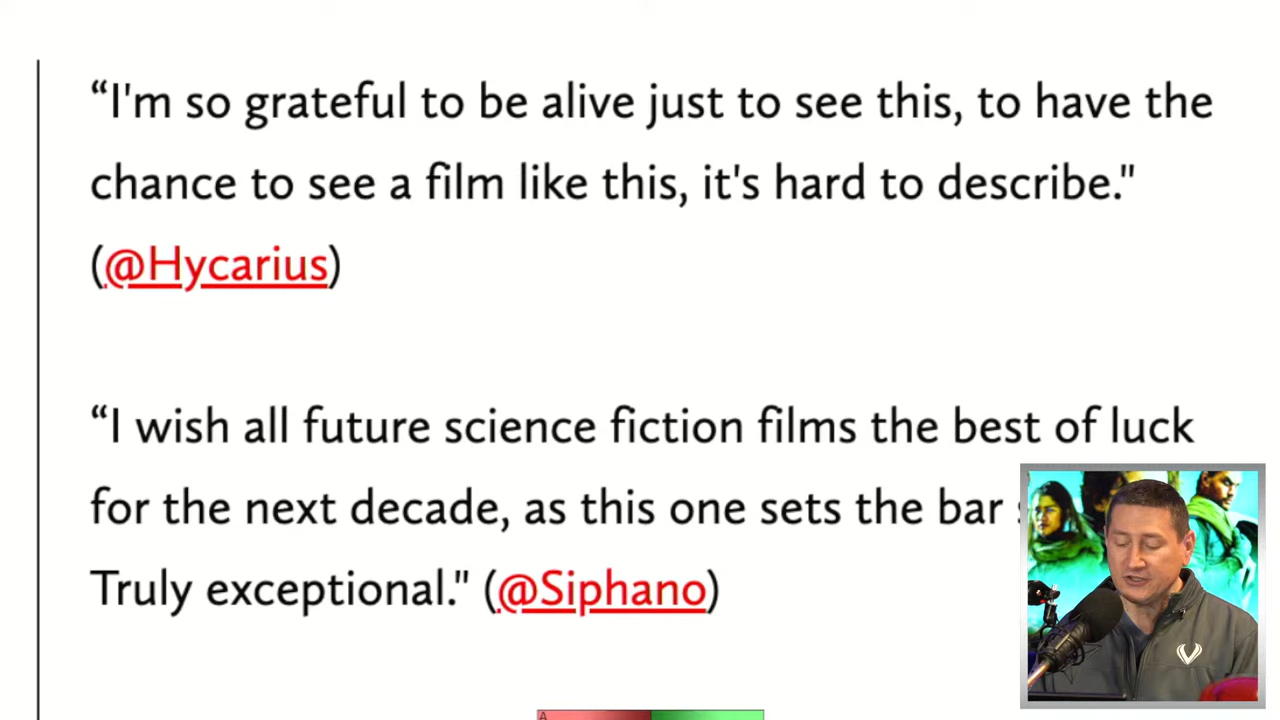 “I'm so grateful to be alive just to see this, to have the
chance to see a film like this, it's hard to describe."
(@Hycarius)
“I wish all future science fiction films the best of luck
for the next decade, as this one sets the bar
Truly exceptional." (@Siphano)
A